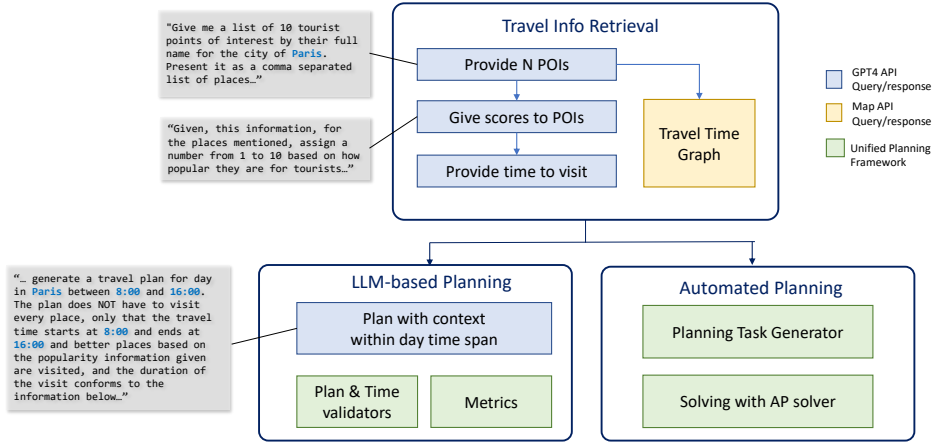 Travel Info Retrieval
"Give me a list of 10 tourist
points of interest by their full
name for the city of Paris.
Present it as a comma separated
list of places…”
Provide N POIs
Give scores to POIs
Provide time to visit
Travel Time
Graph
“Given, this information, for
the places mentioned, assign a
number from 1 to 10 based on how
popular they are for tourists…”
GPT4 API
Query/response
Map API
Query/response
Unified Planning
Framework
“… generate a travel plan for day
in Paris between 8:00 and 16:00.
The plan does NOT have to visit
every place, only that the travel
time starts at 8:00 and ends at
16:00 and better places based on
the popularity information given
are visited, and the duration of
the visit conforms to the
information below…”
LLM-based Planning
Plan with context
within day time span
Plan & Time
validators
Metrics
Automated Planning
Planning Task Generator
Solving with AP solver